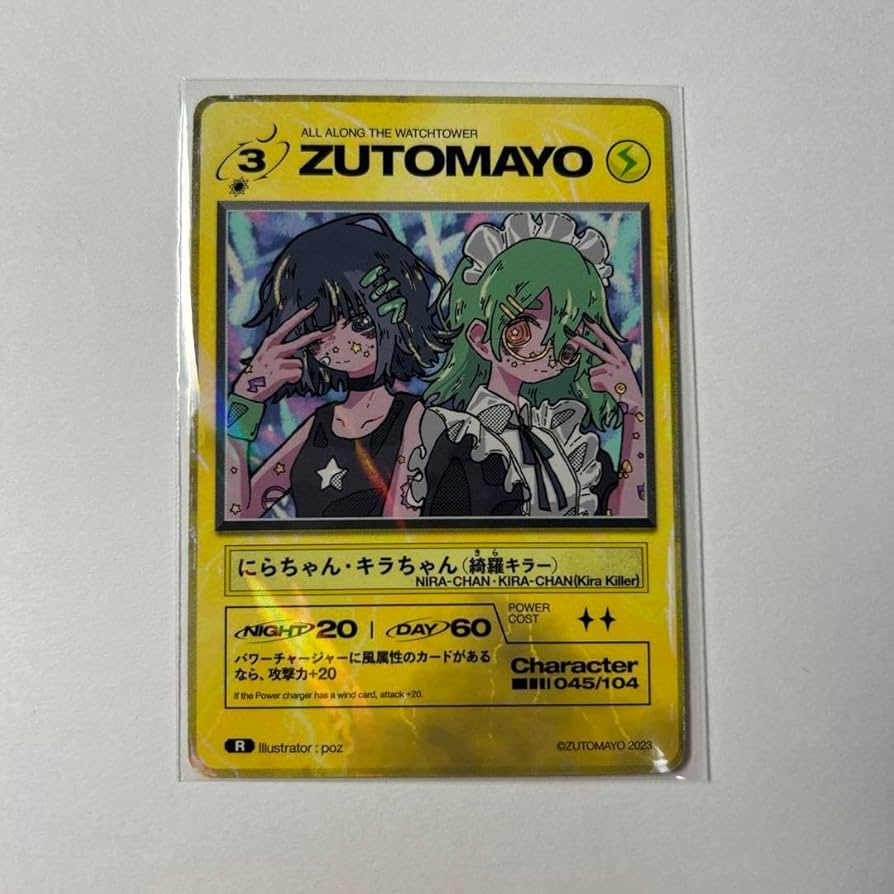 ALL ALONG THE WATCHTOWER
3 ZUTOMAYO
きら
にらちゃん・キラちゃん(綺羅キラー)
NIRA-CHAN・KIRA-CHAN(Kira Killer)
NIGHT 20 | DAY 60
POWER
COST
パワーチャージャーに風属性のカードがある
なら、攻撃力+20
If the Power charger has a wind card, attack +20.
Character
045/104
R Illustrator : poz
©ZUTOMAYO 2023